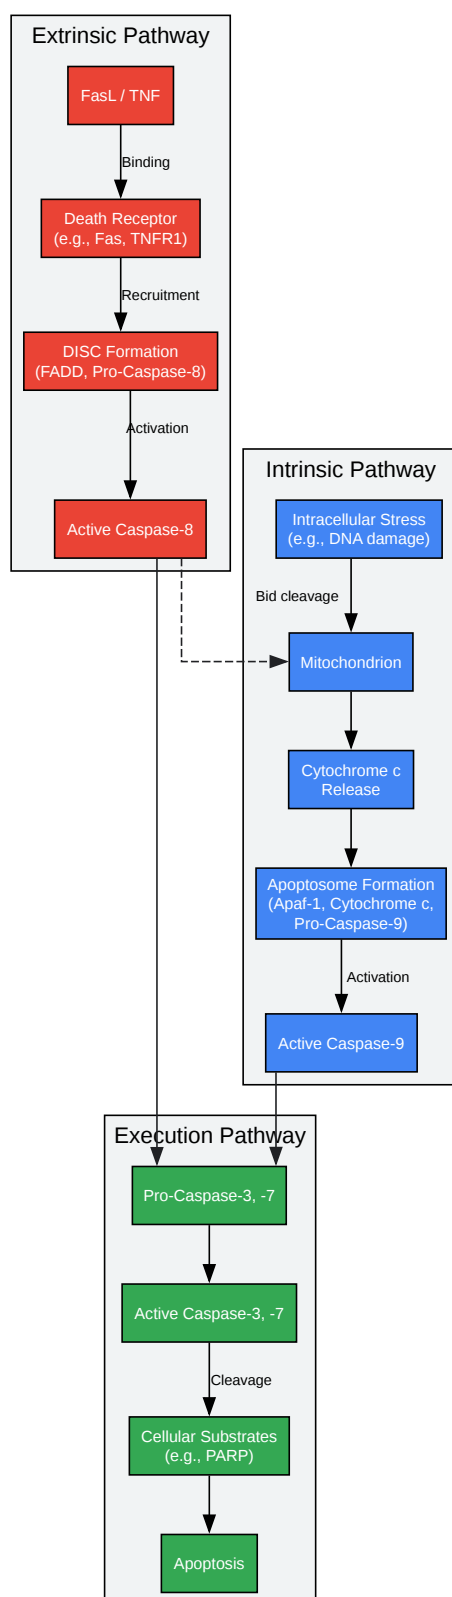 Extrinsic Pathway
FasL / TNF
Binding
Death Receptor
(e.g., Fas, TNFR1)
Recruitment
DISC Formation
(FADD, Pro-Caspase-8)
Activation
Active Caspase-8
Intrinsic Pathway
Intracellular Stress
(e.g., DNA damage)
Bid cleavage
Mitochondrion
Cytochrome c
Release
Apoptosome Formation
(Apaf-1, Cytochrome c,
Pro-Caspase-9)
Activation
Active Caspase-9
Execution Pathway
Pro-Caspase-3, -7
Active Caspase-3, -7
Cleavage
Cellular Substrates
(e.g., PARP)
Apoptosis